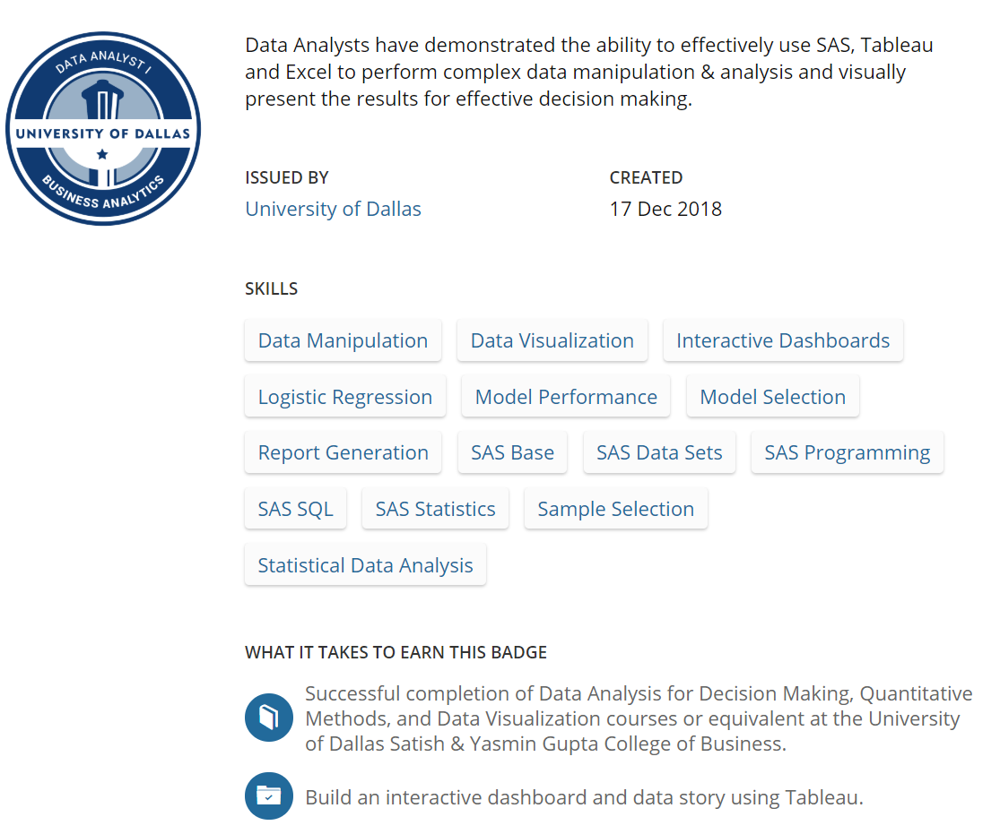 DATA ANALYST I
UNIVERSITY OF DALLAS
BUSINESS ANALYTICS
Data Analysts have demonstrated the ability to effectively use SAS, Tableau
and Excel to perform complex data manipulation & analysis and visually
present the results for effective decision making.
ISSUED BY
University of Dallas
CREATED
17 Dec 2018
SKILLS
Data Manipulation
Data Visualization
Interactive Dashboards
Logistic Regression
Model Performance
Model Selection
Report Generation
SAS Base
SAS Data Sets
SAS Programming
SAS SQL
SAS Statistics
Sample Selection
Statistical Data Analysis
WHAT IT TAKES TO EARN THIS BADGE
Successful completion of Data Analysis for Decision Making, Quantitative
Methods, and Data Visualization courses or equivalent at the University
of Dallas Satish & Yasmin Gupta College of Business.
Build an interactive dashboard and data story using Tableau.